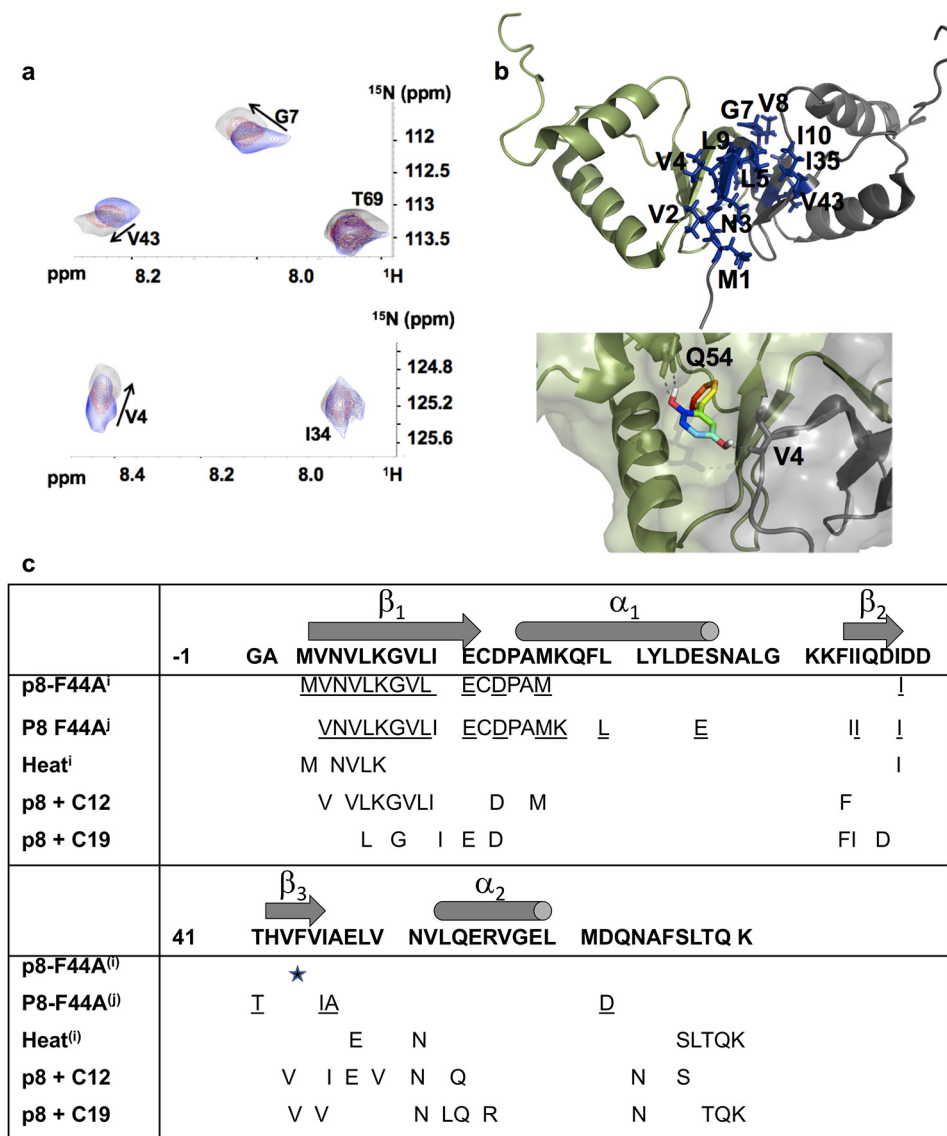 a
b
15N (ppm)
G7
112
112.5
T69
113
V43
113.5
ppm
8.2
8.0
1H
15N (ppm)
124.8
V4
125.2
I34
125.6
ppm
8.4
8.2
8.0
1H
G7
V8
L9
I10
V4
I35
L5
V2
N3
V43
M1
Q54
V4
c
β1 α1 β2
-1 GA MVNVLKGVLI ECDPAMKQFL LYLDESNALG KKFIIQDIDD
p8-F44Ai MVNVLKGVL ECDPAM I
P8 F44Aj VNVLKGVLI ECDPAMK L E II I
Heati M NVLK I
p8 + C12 V VLKGVLI D M F
p8 + C19 L G I E D FI D
β3 α2
41 THVFVIAELV NVLQERVGEL MDQNAFSLTQ K
p8-F44A(i) ★
P8-F44A(j) T IA D
Heat(i) E N SLTQK
p8 + C12 V I E V N Q N S
p8 + C19 V V N LQ R N TQK